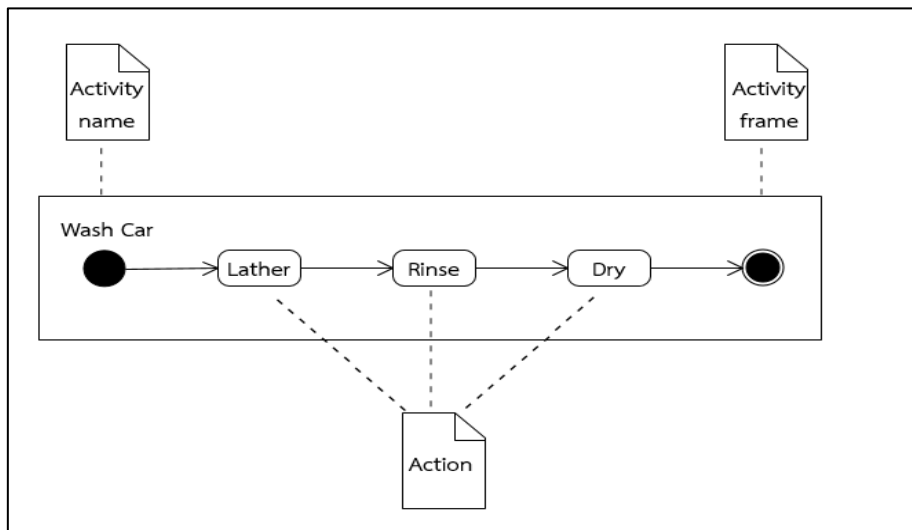 Activity
name
Activity
frame
Wash Car
Lather
Rinse
Dry
Action